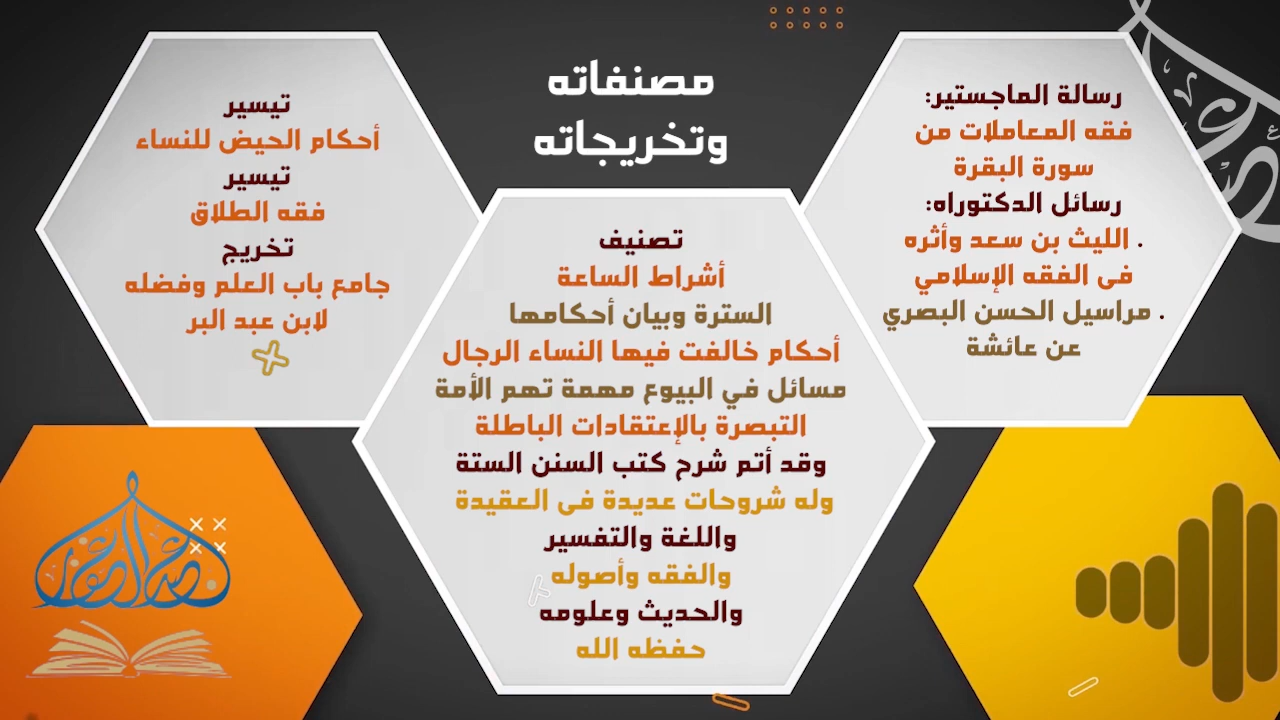 مصنفاته
وتخريجاته
رسالة الماجستير:
فقه المعاملات من
سورة البقرة
رسائل الدكتوراه:
. الليث بن سعد وأثره
فى الفقه الإسلامي
. مراسيل الحسن البصري
عن عائشة
تصنيف
أشراط الساعة
السترة وبيان أحكامها
أحكام خالفت فيها النساء الرجال
مسائل في البيوع مهمة تهم الأمة
التبصرة بالإعتقادات الباطلة
وقد أتم شرح كتب السنن الستة
وله شروحات عديدة فى العقيدة
واللغة والتفسير
والفقه وأصوله
والحديث وعلومه
حفظه الله
تيسير
أحكام الحيض للنساء
تيسير
فقه الطلاق
تخريج
جامع باب العلم وفضله
لابن عبد البر